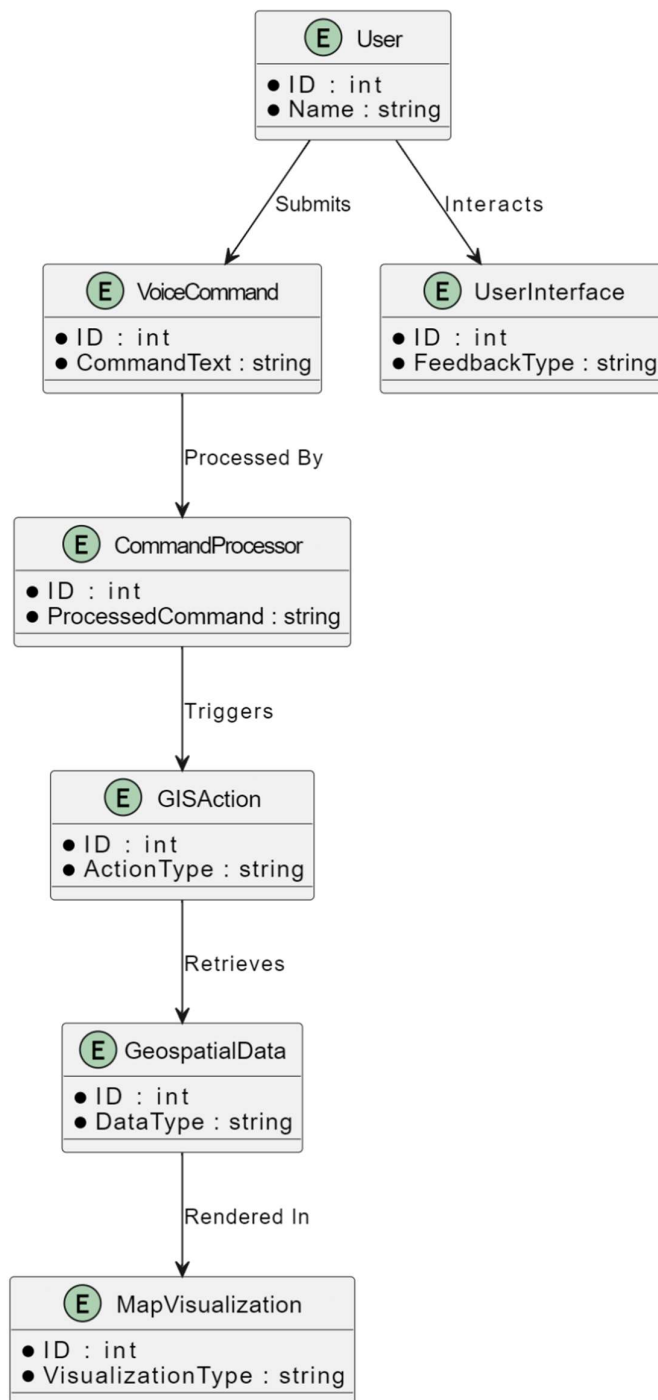 E User
ID : int
Name : string
Submits
Interacts
E VoiceCommand
ID : int
CommandText : string
E UserInterface
ID : int
FeedbackType : string
Processed By
E CommandProcessor
ID : int
ProcessedCommand : string
Triggers
E GISAction
ID : int
ActionType : string
Retrieves
E GeospatialData
ID : int
DataType : string
Rendered In
E MapVisualization
ID : int
VisualizationType : string